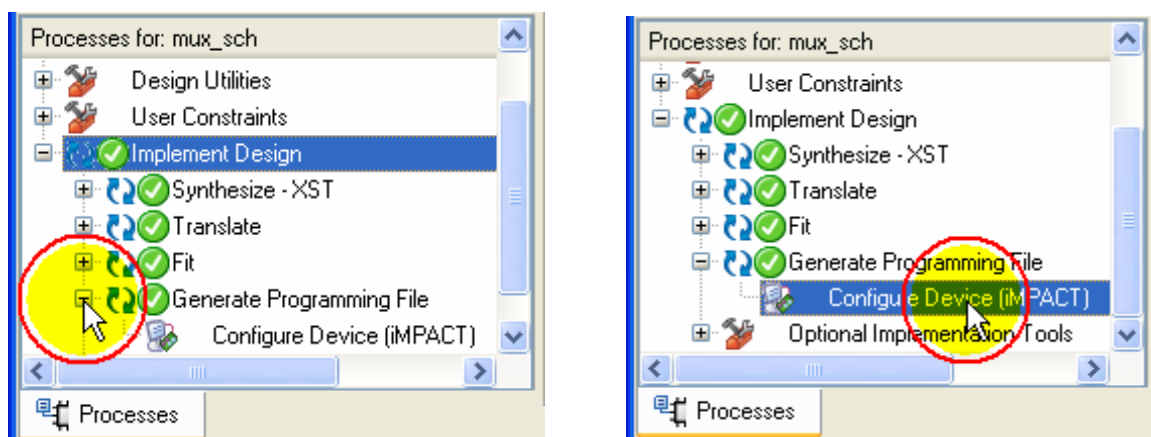 Processes for: mux_sch
Design Utilities
User Constraints
Implement Design
Synthesize - XST
Translate
Fit
Generate Programming File
Configure Device (iMPACT)
Processes
Processes for: mux_sch
User Constraints
Implement Design
Synthesize - XST
Translate
Fit
Generate Programming File
Configure Device (iMPACT)
Optional Implementation Tools
Processes